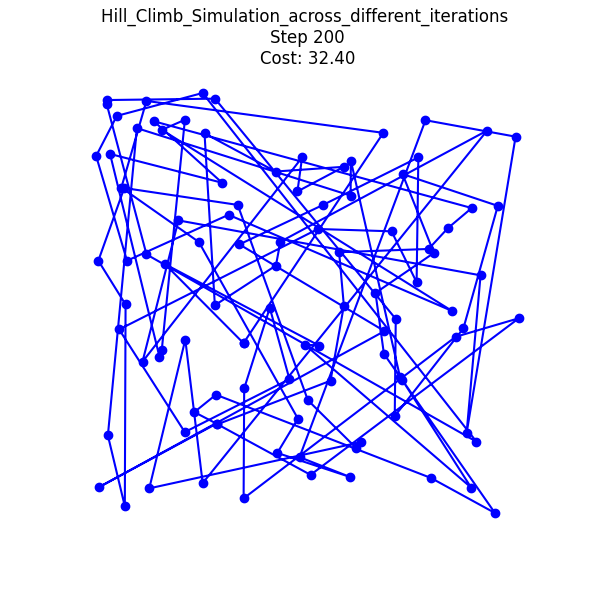 Hill_Climb_Simulation_across_different_iterations
Step 200
Cost: 32.40